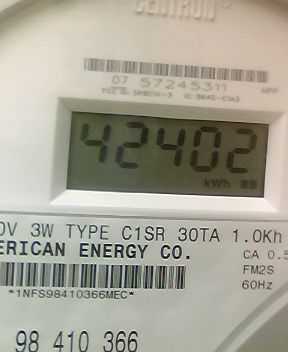 CENTRON®
07 57245311
42402
kWh
0V 3W TYPE C1SR 30TA 1.0Kh
ERICAN ENERGY CO.
CA 0.5
FM2S
60Hz
*1NFS98410366MEC*
98 410 366